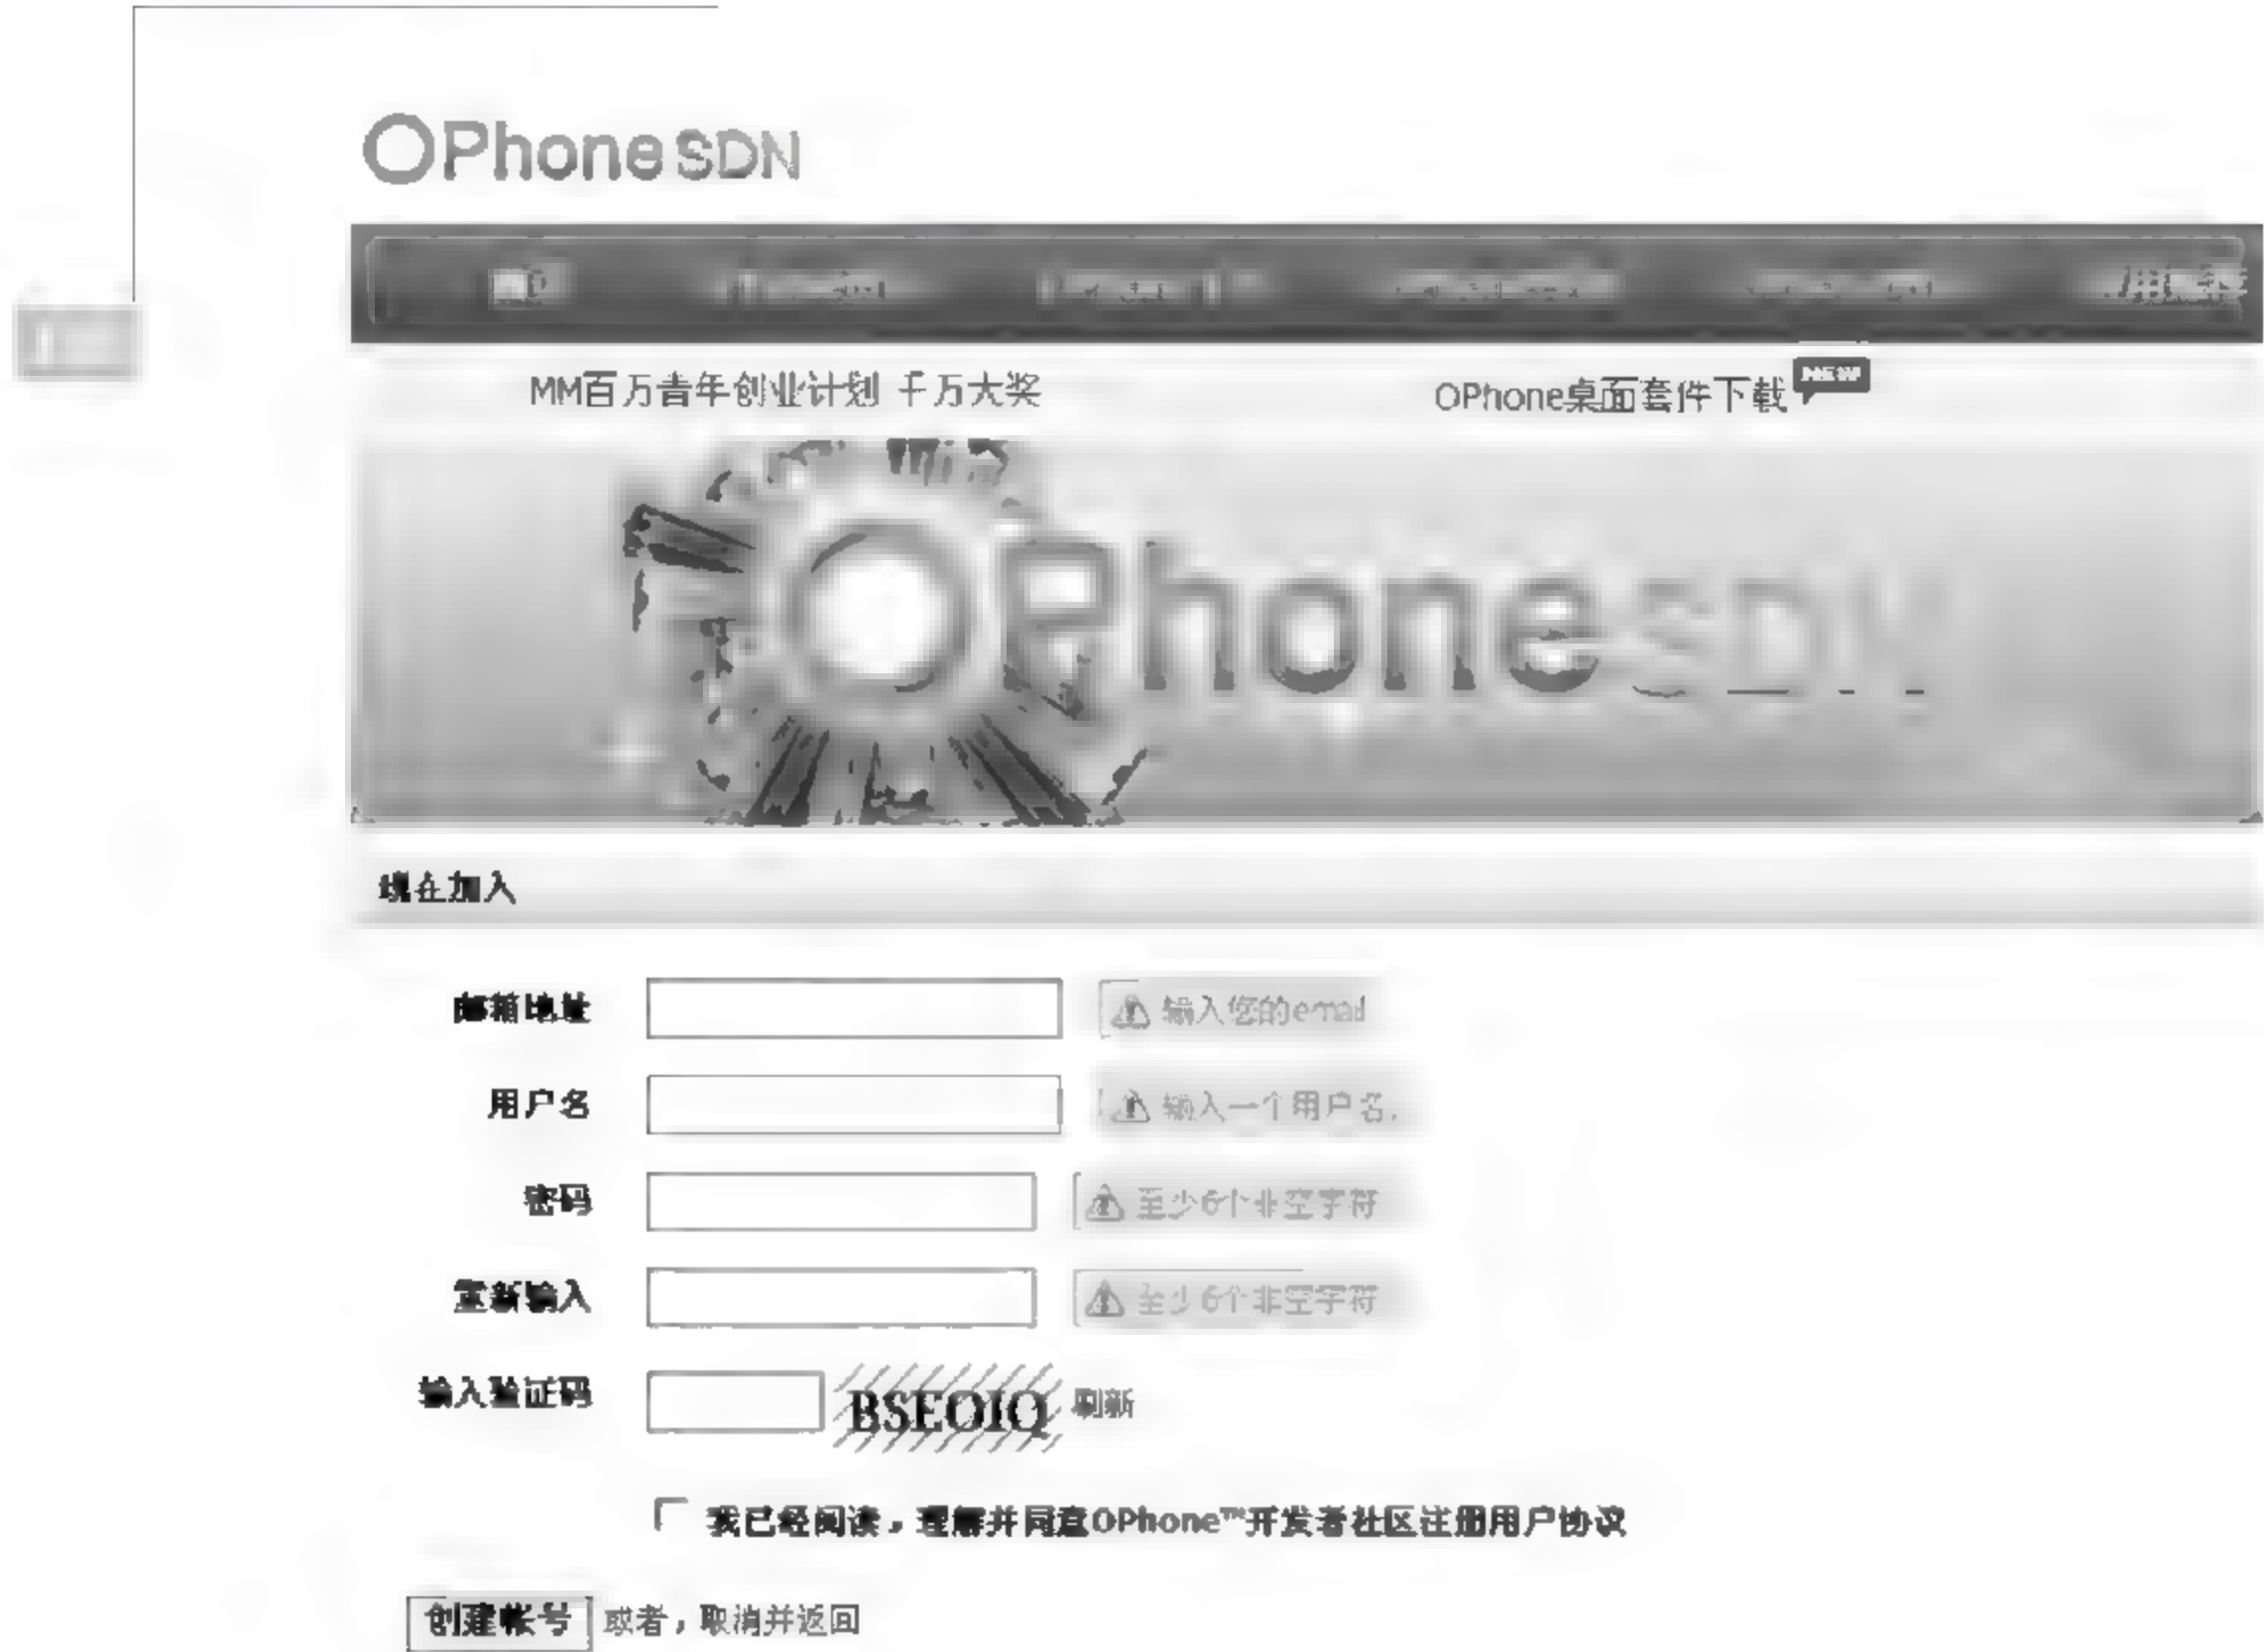 OPhone SDN
MM百万青年创业计划 千万大奖 OPhone桌面套件下载 NEW
OPhone SDN
现在加入
邮箱地址 输入您的email
用户名 输入一个用户名.
密码 至少6个非空字符
重新输入 至少6个非空字符
输入验证码 BSEOIQ 刷新
我已经阅读，理解并同意OPhone™开发者社区注册用户协议
创建帐号 或者，取消并返回